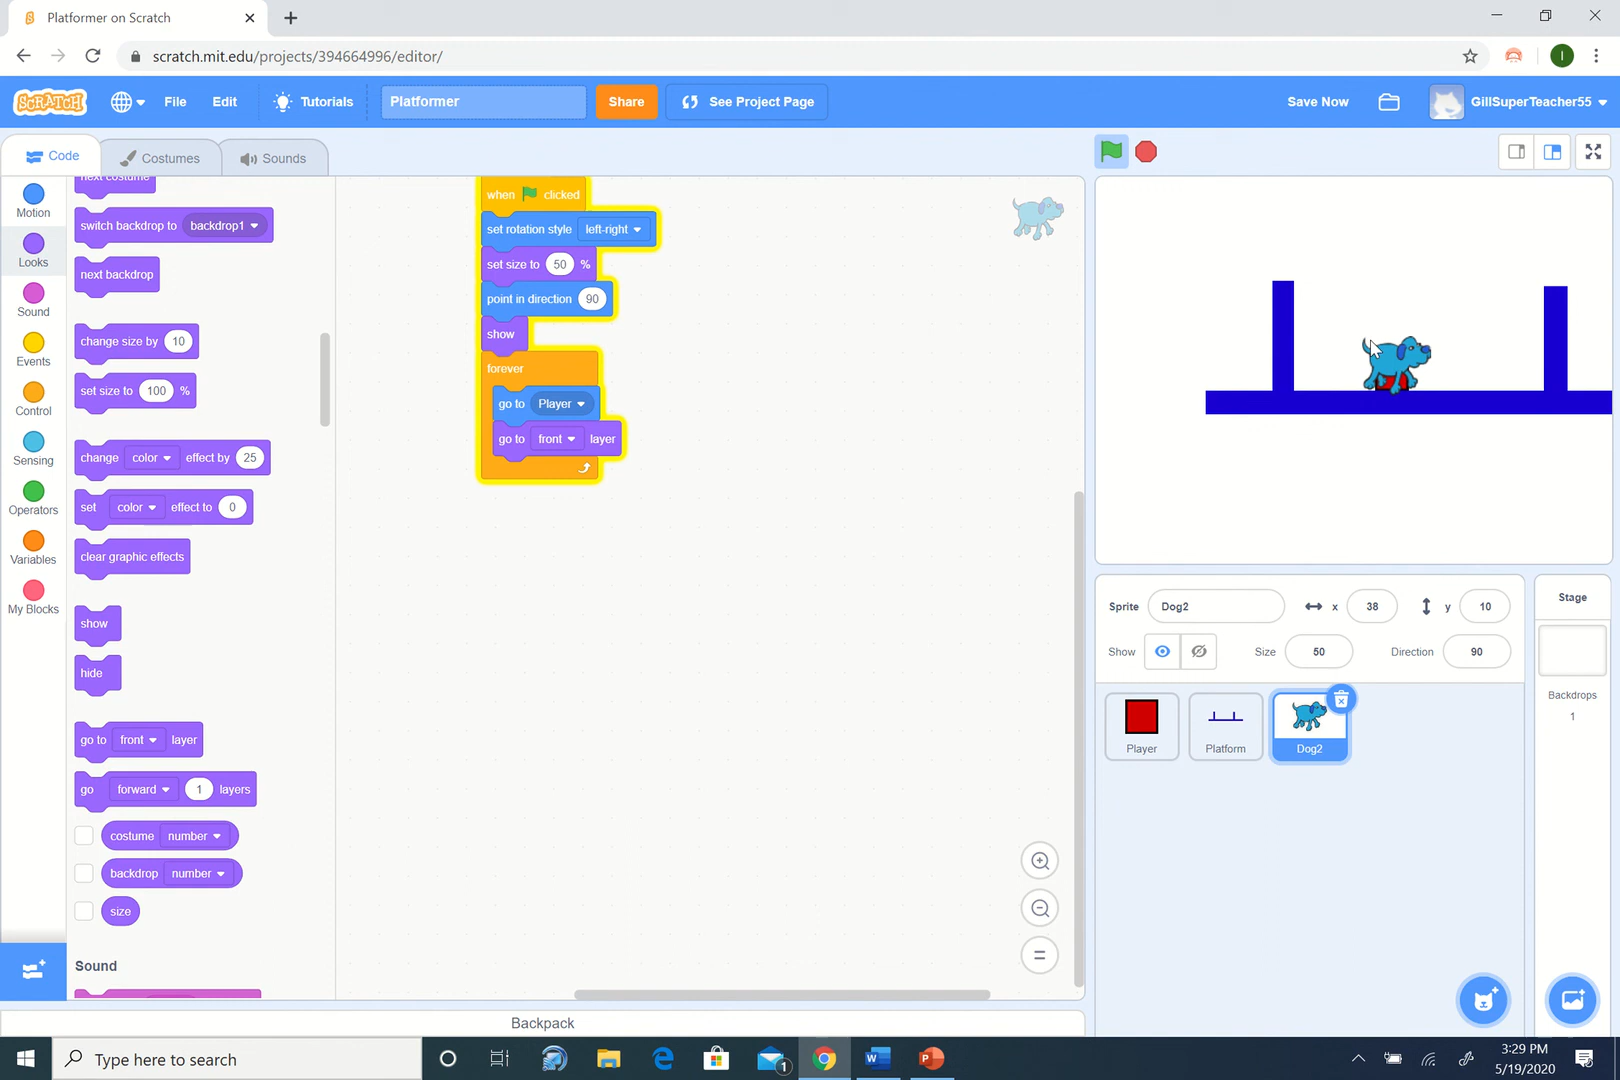 Platformer on Scratch
scratch.mit.edu/projects/394664996/editor/
I
SCRATCH
File
Edit
Tutorials
Platformer
Share
See Project Page
Save Now
GillSuperTeacher55
Code
Costumes
Sounds
Motion
Looks
Sound
Events
Control
Sensing
Operators
Variables
My Blocks
next costume
switch backdrop to backdrop1
next backdrop
change size by 10
set size to 100 %
change color effect by 25
set color effect to 0
clear graphic effects
show
hide
go to front layer
go forward 1 layers
costume number
backdrop number
size
Sound
when clicked
set rotation style left-right
set size to 50 %
point in direction 90
show
forever
go to Player
go to front layer
Sprite Dog2 x 38 y 10
Show Size 50 Direction 90
Player
Platform
Dog2
Stage
Backdrops
1
Backpack
Type here to search
1
3:29 PM
5/19/2020